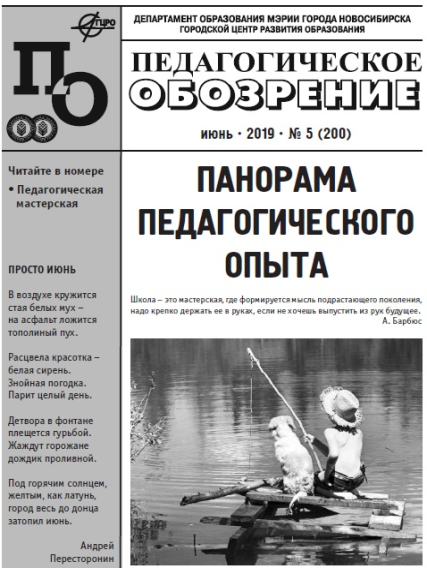 ГЦРО
ДЕПАРТАМЕНТ ОБРАЗОВАНИЯ МЭРИИ ГОРОДА НОВОСИБИРСКА
ГОРОДСКОЙ ЦЕНТР РАЗВИТИЯ ОБРАЗОВАНИЯ
ПО
ПЕДАГОГИЧЕСКОЕ
ОБОЗРЕНИЕ
июнь • 2019 • № 5 (200)
Читайте в номере
• Педагогическая
мастерская
ПРОСТО ИЮНЬ
В воздухе кружится
стая белых мух –
на асфальт ложится
тополиный пух.
Расцвела красотка –
белая сирень.
Знойная погодка.
Парит целый день.
Детвора в фонтане
плещется гурьбой.
Жаждут горожане
дождик проливной.
Под горячим солнцем,
желтым, как латунь,
город весь до донца
затопил июнь.
Андрей
Пересторонин
ПАНОРАМА
ПЕДАГОГИЧЕСКОГО
ОПЫТА
Школа – это мастерская, где формируется мысль подрастающего поколения,
надо крепко держать ее в руках, если не хочешь выпустить из рук будущее.
А. Барбюс